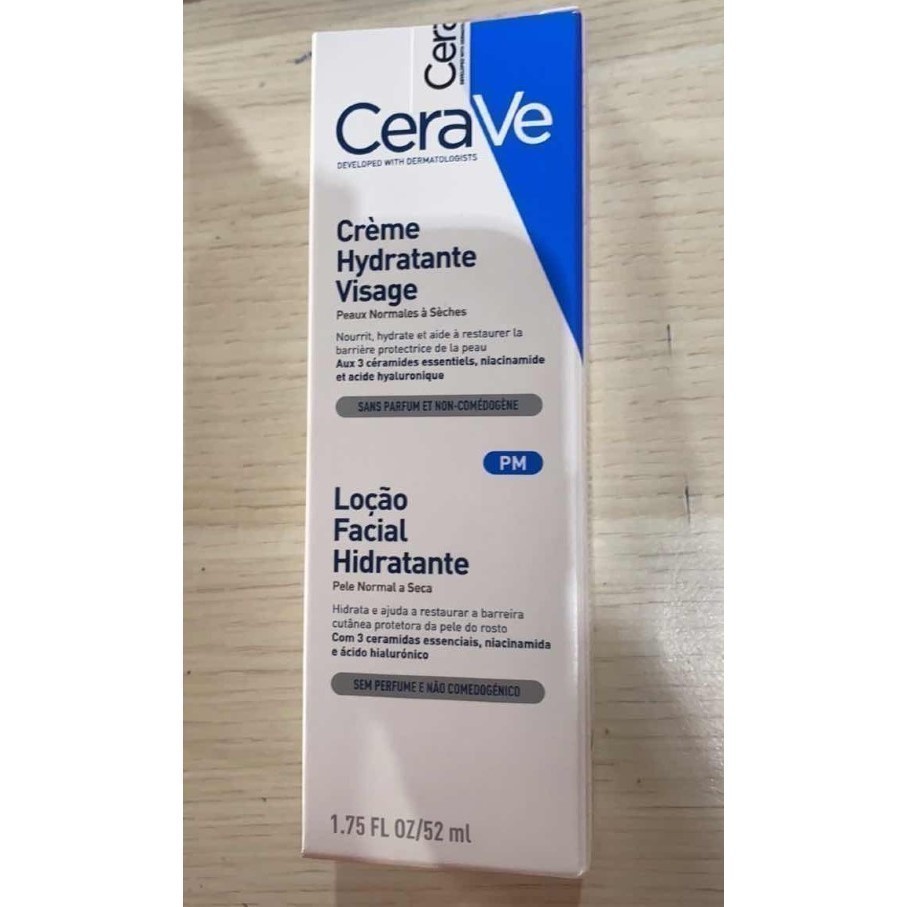 Cer
CeraVe
DEVELOPED WITH DERMATOLOGISTS
Crème
Hydratante
Visage
Peaux Normales à Sèches
Nourrit, hydrate et aide à restaurer la
barrière protectrice de la peau
Aux 3 céramides essentiels, niacinamide
et acide hyaluronique
SANS PARFUM ET NON-COMÉDOGÈNE
PM
Loção
Facial
Hidratante
Pele Normal a Seca
Hidrata e ajuda a restaurar a barreira
cutânea protetora da pele do rosto
Com 3 ceramidas essenciais, niacinamida
e ácido hialurónico
SEM PERFUME E NÃO COMEDOGÉNICO
1.75 FL OZ/52 ml